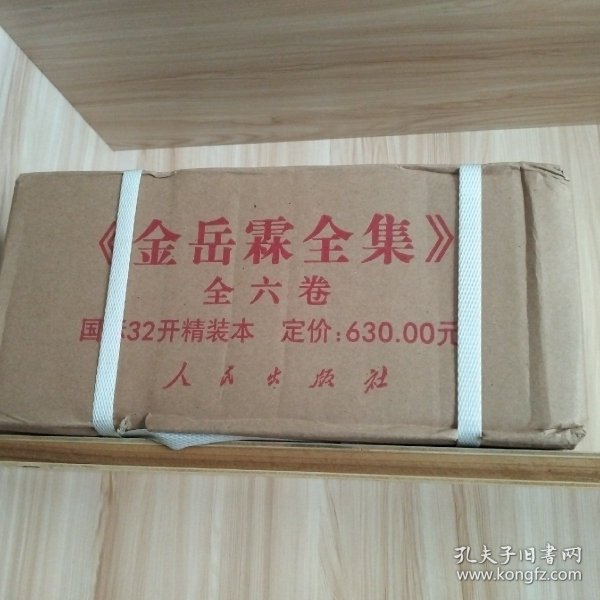 《金岳霖全集》
全六卷
国际32开精装本 定价:630.00元
人民出版社
孔夫子旧书网
www.kongfz.com